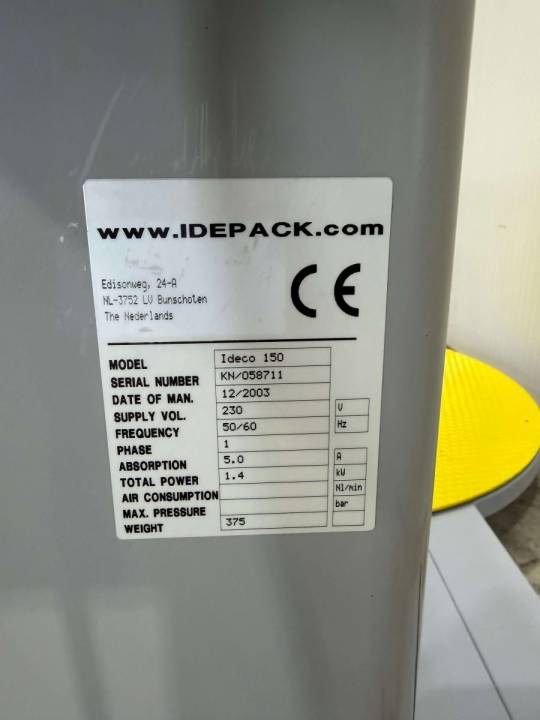 www.IDEPACK.com
Edisonweg, 24-A
NL-3752 LV Bunschoten
The Nederlands
CE
MODEL Ideco 150
SERIAL NUMBER KN/058711
DATE OF MAN. 12/2003
SUPPLY VOL. 230 V
FREQUENCY 50/60 Hz
PHASE 1
ABSORPTION 5.0 A
TOTAL POWER 1.4 kW
AIR CONSUMPTION Nl/min
MAX. PRESSURE bar
WEIGHT 375